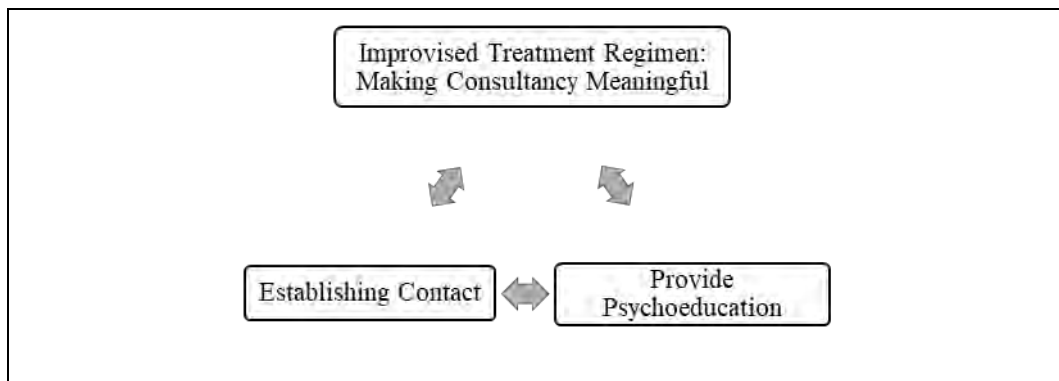 Improvised Treatment Regimen:
Making Consultancy Meaningful
Establishing Contact
Provide
Psychoeducation